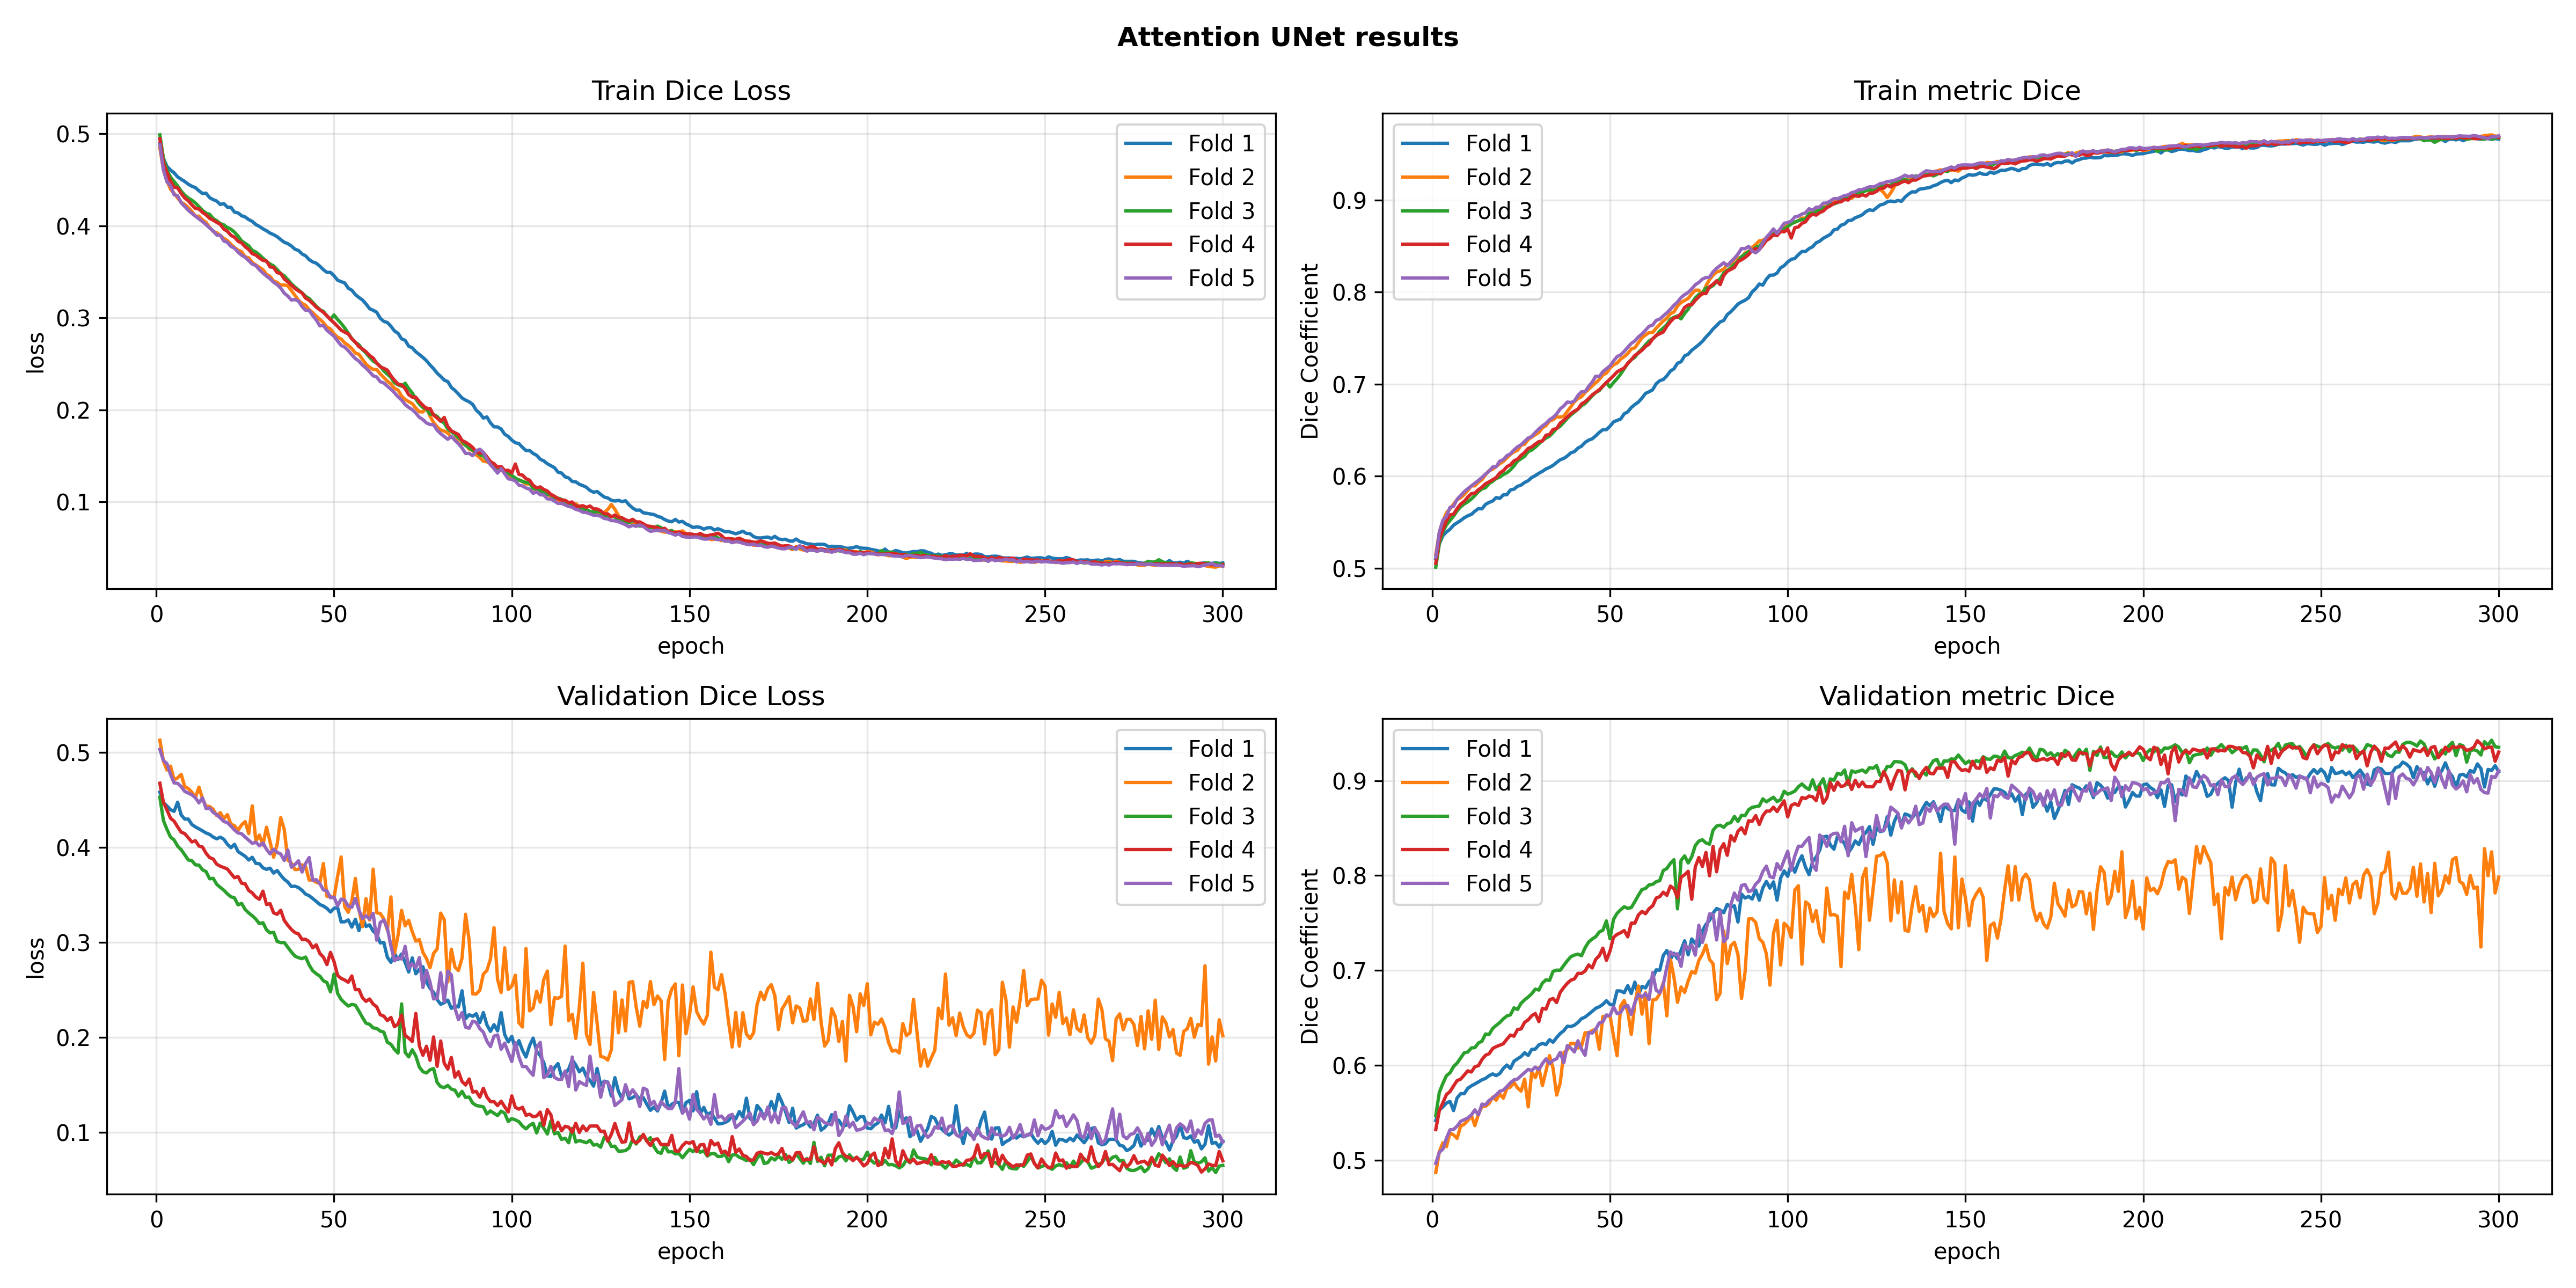 Attention UNet results
Train Dice Loss
0.5
0.4
0.3
0.2
0.1
loss
0 50 100 150 200 250 300
epoch
Fold 1
Fold 2
Fold 3
Fold 4
Fold 5
Train metric Dice
0.9
0.8
0.7
0.6
0.5
Dice Coefficient
0 50 100 150 200 250 300
epoch
Fold 1
Fold 2
Fold 3
Fold 4
Fold 5
Validation Dice Loss
0.5
0.4
0.3
0.2
0.1
loss
0 50 100 150 200 250 300
epoch
Fold 1
Fold 2
Fold 3
Fold 4
Fold 5
Validation metric Dice
0.9
0.8
0.7
0.6
0.5
Dice Coefficient
0 50 100 150 200 250 300
epoch
Fold 1
Fold 2
Fold 3
Fold 4
Fold 5